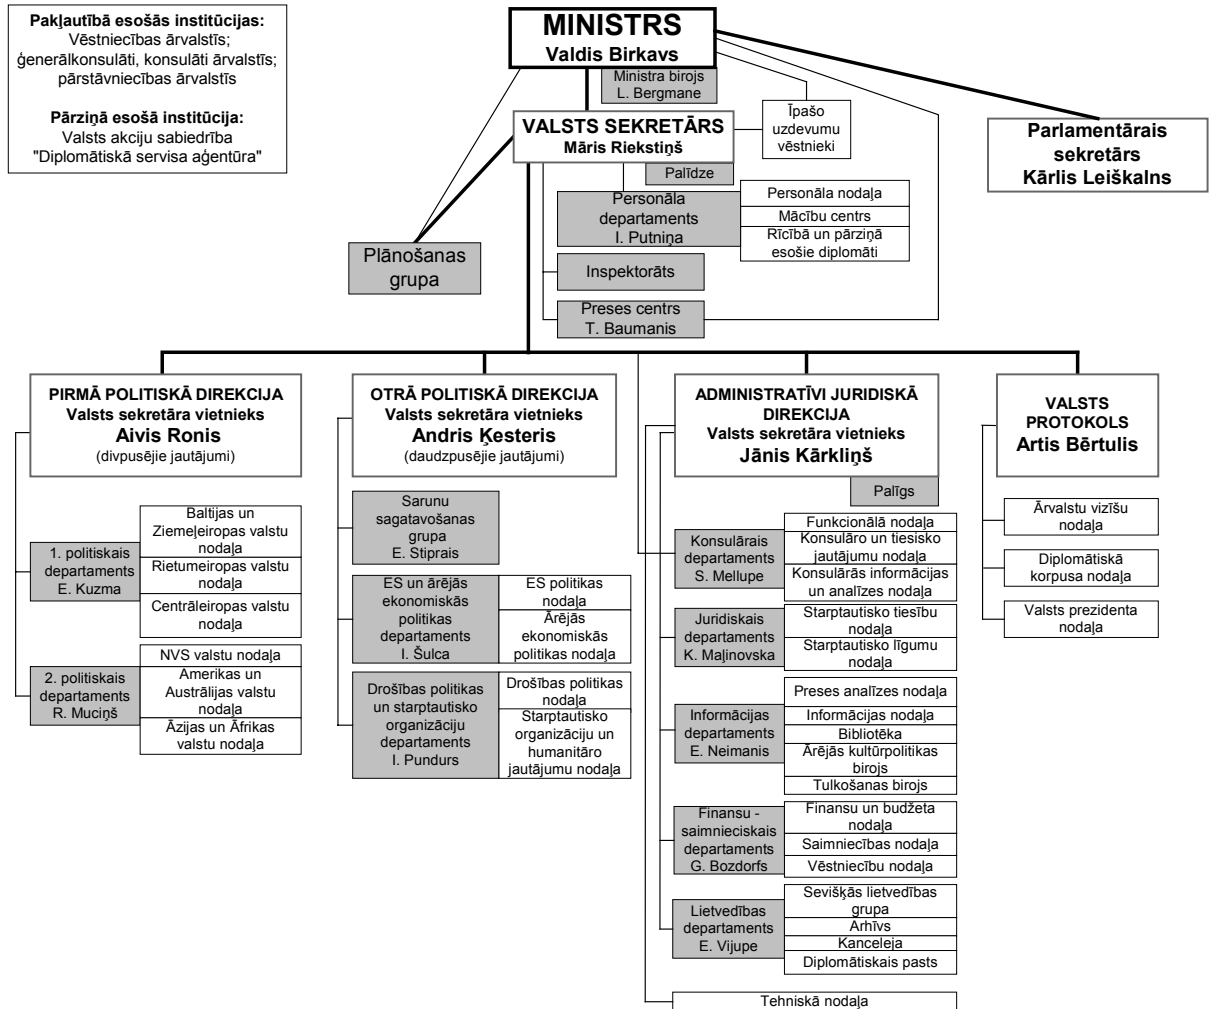 Pakļautībā esošās institūcijas:
Vēstniecības ārvalstīs;
ģenerālkonsulāti, konsulāti ārvalstīs;
pārstāvniecības ārvalstīs
Pārziņā esošā institūcija:
Valsts akciju sabiedrība
"Diplomātiskā servisa aģentūra"
MINISTRS
Valdis Birkavs
Ministra birojs
L. Bergmane
VALSTS SEKRETĀRS
Māris Riekstiņš
Palīdze
Īpašo
uzdevumu
vēstnieki
Parlamentārais
sekretārs
Kārlis Leiškalns
Plānošanas
grupa
Personāla
departaments
I. Putniņa
Personāla nodaļa
Mācību centrs
Rīcībā un pārziņā
esošie diplomāti
Inspektorāts
Preses centrs
T. Baumanis
PIRMĀ POLITISKĀ DIREKCIJA
Valsts sekretāra vietnieks
Aivis Ronis
(divpusējie jautājumi)
1. politiskais
departaments
E. Kuzma
Baltijas un
Ziemeļeiropas valstu
nodaļa
Rietumeiropas valstu
nodaļa
Centrāleiropas valstu
nodaļa
2. politiskais
departaments
R. Muciņš
NVS valstu nodaļa
Amerikas un
Austrālijas valstu
nodaļa
Āzijas un Āfrikas
valstu nodaļa
OTRĀ POLITISKĀ DIREKCIJA
Valsts sekretāra vietnieks
Andris Ķesteris
(daudzpusējie jautājumi)
Sarunu
sagatavošanas
grupa
E. Stiprais
ES un ārējās
ekonomiskās
politikas
departaments
I. Šulca
ES politikas
nodaļa
Ārējās
ekonomiskās
politikas nodaļa
Drošības politikas
un starptautisko
organizāciju
departaments
I. Pundurs
Drošības politikas
nodaļa
Starptautisko
organizāciju un
humanitāro
jautājumu nodaļa
ADMINISTRATĪVI JURIDISKĀ
DIREKCIJA
Valsts sekretāra vietnieks
Jānis Kārkliņš
Palīgs
Konsulārais
departaments
S. Mellupe
Funkcionālā nodaļa
Konsulāro un tiesisko
jautājumu nodaļa
Konsulārās informācijas
un analīzes nodaļa
Juridiskais
departaments
K. Maļinovska
Starptautisko tiesību
nodaļa
Starptautisko līgumu
nodaļa
Informācijas
departaments
E. Neimanis
Preses analīzes nodaļa
Informācijas nodaļa
Bibliotēka
Ārējās kultūrpolitikas
birojs
Tulkošanas birojs
Finansu -
saimnieciskais
departaments
G. Bozdorfs
Finansu un budžeta
nodaļa
Saimniecības nodaļa
Vēstniecību nodaļa
Lietvedības
departaments
E. Vijupe
Sevišķās lietvedības
grupa
Arhīvs
Kanceleja
Diplomātiskais pasts
Tehniskā nodaļa
VALSTS
PROTOKOLS
Artis Bērtulis
Ārvalstu vizīšu
nodaļa
Diplomātiskā
korpusa nodaļa
Valsts prezidenta
nodaļa